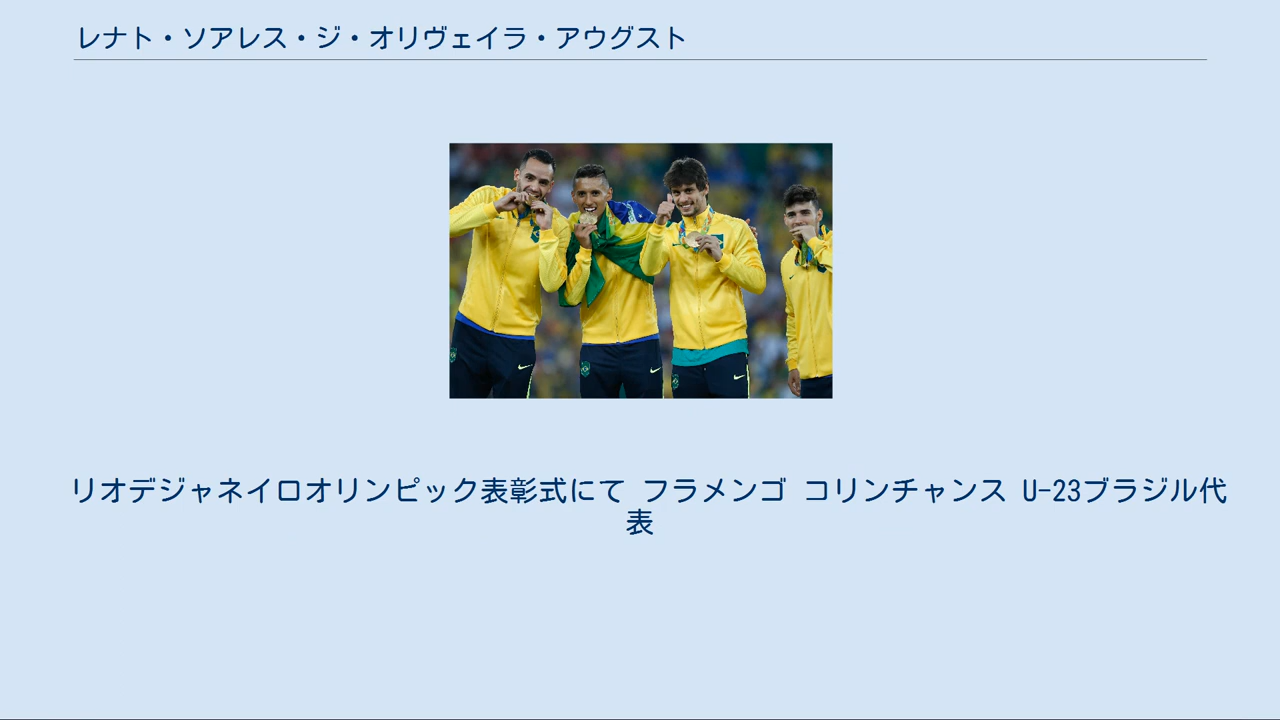 レナト・ソアレス・ジ・オリヴェイラ・アウグスト
リオデジャネイロオリンピック表彰式にて フラメンゴ コリンチャンス U-23ブラジル代
表